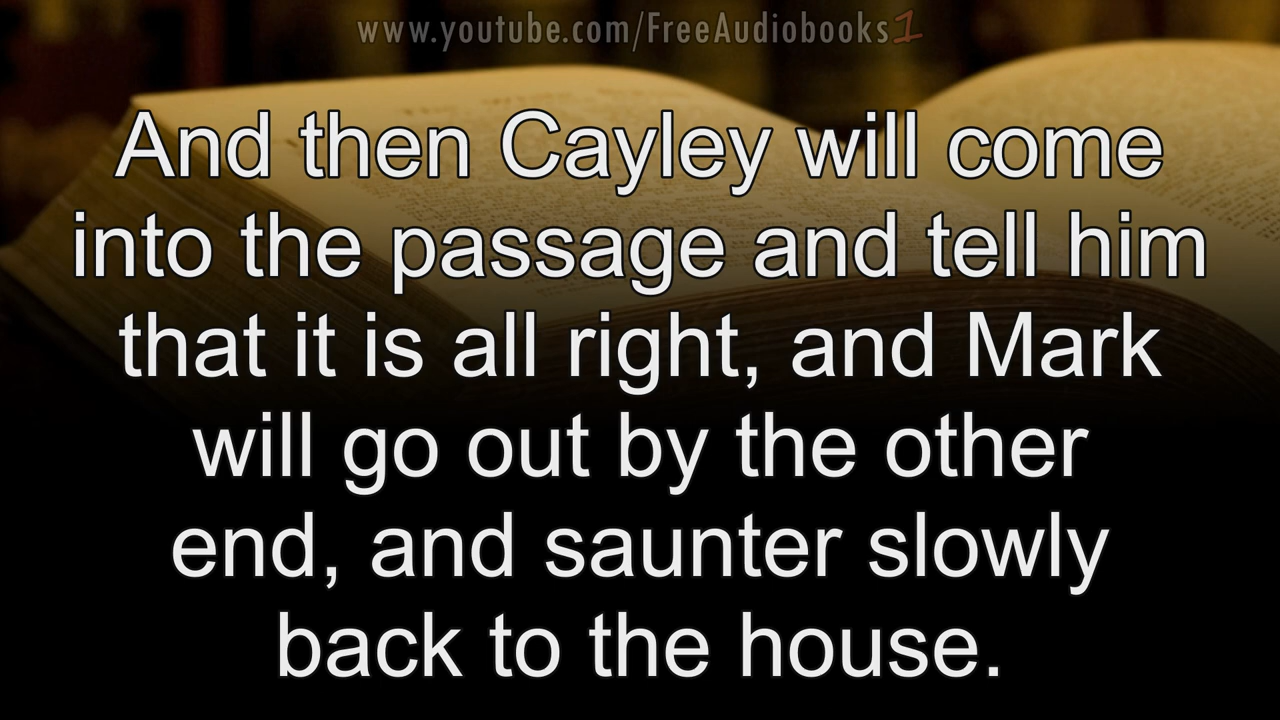 www.youtube.com/FreeAudiobooks1
And then Cayley will come
into the passage and tell him
that it is all right, and Mark
will go out by the other
end, and saunter slowly
back to the house.